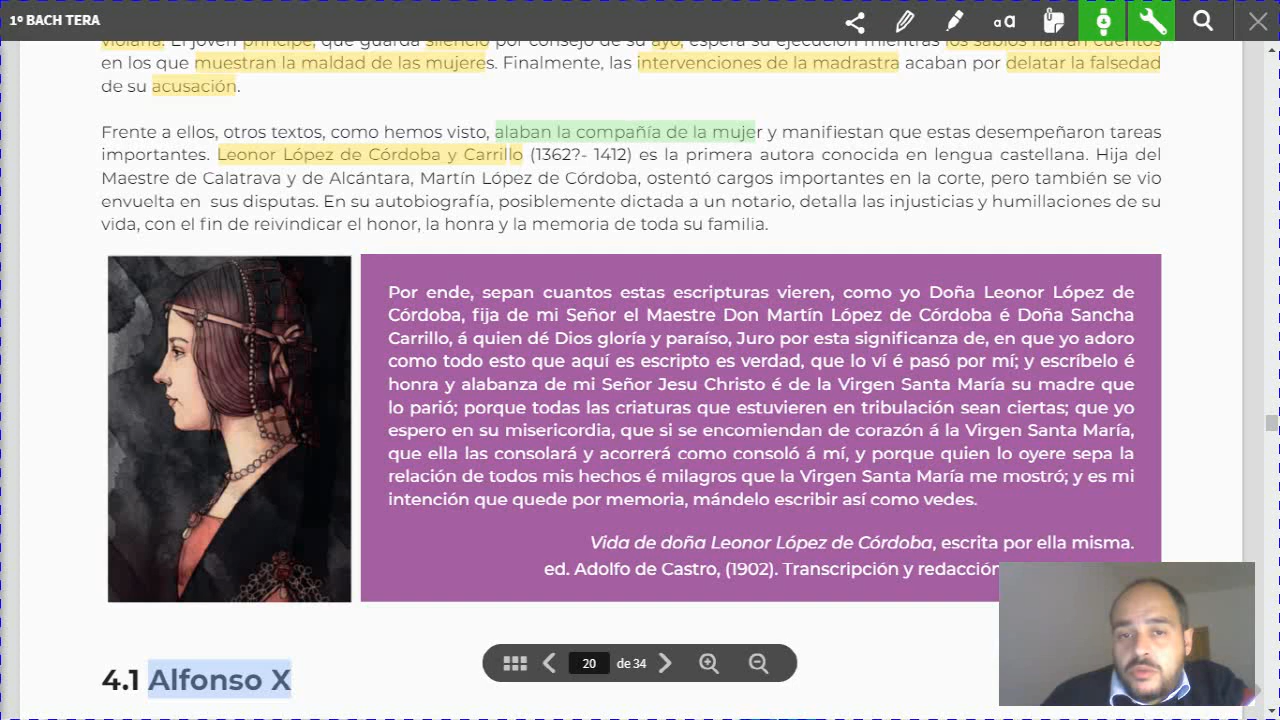 1º BACH TERA
violarla. El joven príncipe, que guarda silencio por consejo de su ayo, espera su ejecución mientras los sabios narran cuentos
en los que muestran la maldad de las mujeres. Finalmente, las intervenciones de la madrastra acaban por delatar la falsedad
de su acusación.
Frente a ellos, otros textos, como hemos visto, alaban la compañía de la mujer y manifiestan que estas desempeñaron tareas
importantes. Leonor López de Córdoba y Carrillo (1362?- 1412) es la primera autora conocida en lengua castellana. Hija del
Maestre de Calatrava y de Alcántara, Martín López de Córdoba, ostentó cargos importantes en la corte, pero también se vio
envuelta en sus disputas. En su autobiografía, posiblemente dictada a un notario, detalla las injusticias y humillaciones de su
vida, con el fin de reivindicar el honor, la honra y la memoria de toda su familia.
Por ende, sepan cuantos estas escripturas vieren, como yo Doña Leonor López de
Córdoba, fija de mi Señor el Maestre Don Martín López de Córdoba é Doña Sancha
Carrillo, á quien dé Dios gloría y paraíso, Juro por esta significanza de, en que yo adoro
como todo esto que aquí es escripto es verdad, que lo ví é pasó por mí; y escríbelo é
honra y alabanza de mi Señor Jesu Christo é de la Virgen Santa María su madre que
lo parió; porque todas las criaturas que estuvieren en tribulación sean ciertas; que yo
espero en su misericordia, que si se encomiendan de corazón á la Virgen Santa María,
que ella las consolará y acorrerá como consoló á mí, y porque quien lo oyere sepa la
relación de todos mis hechos é milagros que la Virgen Santa María me mostró; y es mi
intención que quede por memoria, mándelo escribir así como vedes.
Vida de doña Leonor López de Córdoba, escrita por ella misma.
ed. Adolfo de Castro, (1902). Transcripción y redacción
4.1 Alfonso X
20 de 34